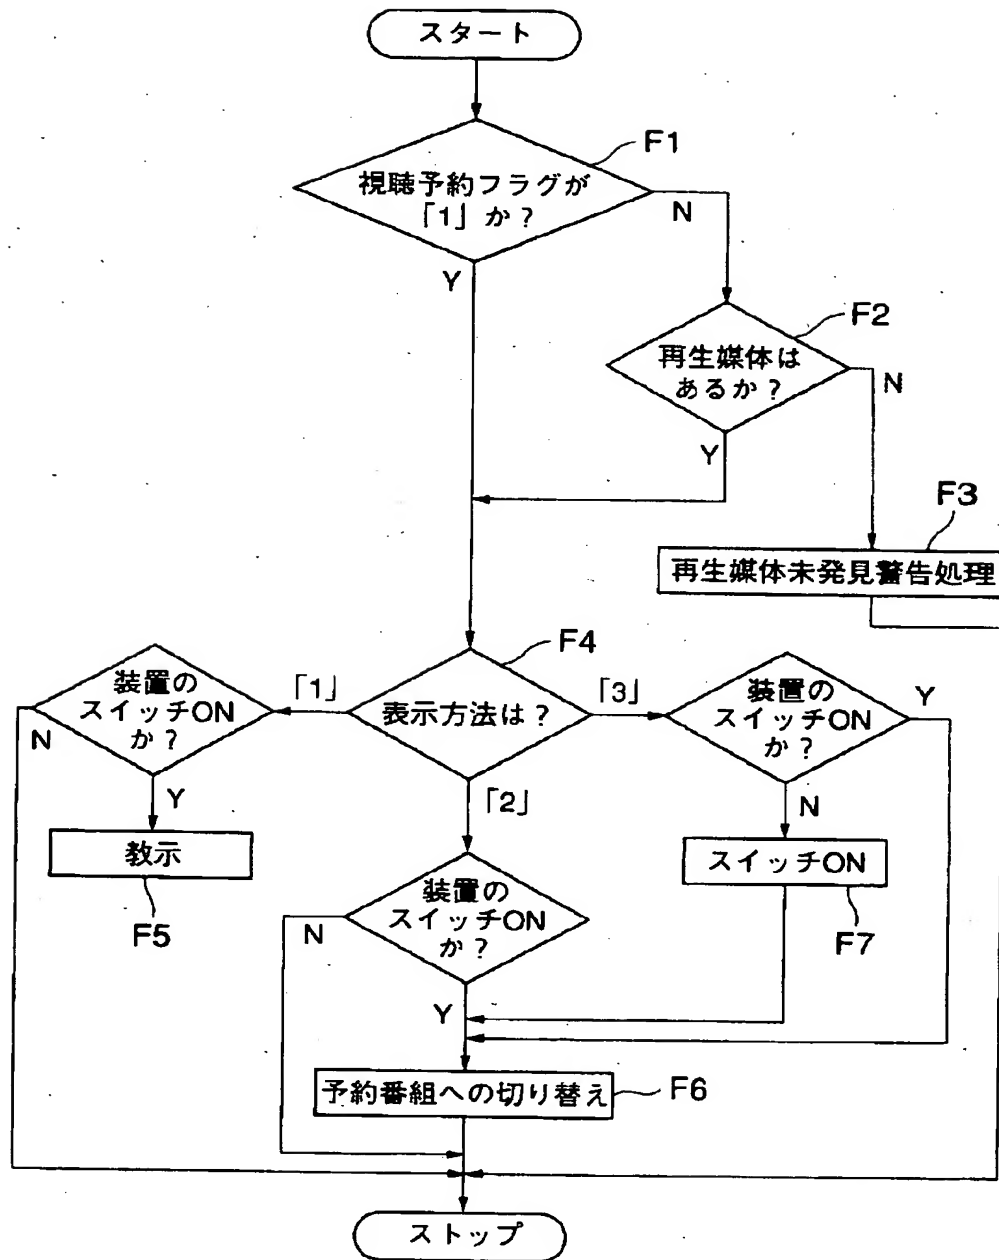 スタート
F1
視聴予約フラグが
「1」か？
N
Y
F2
再生媒体は
あるか？
N
Y
F3
再生媒体未発見警告処理
F4
表示方法は？
「1」
「3」
「2」
装置の
スイッチON
か？
N
Y
教示
F5
装置の
スイッチON
か？
Y
N
スイッチON
F7
装置の
スイッチON
か？
N
Y
予約番組への切り替え
F6
ストップ